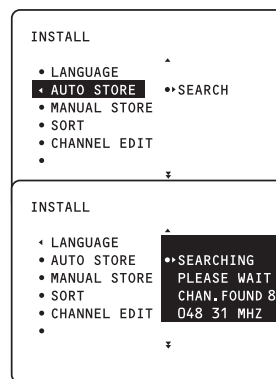 INSTALL
• LANGUAGE
◂ AUTO STORE •▸SEARCH
• MANUAL STORE
• SORT
• CHANNEL EDIT
•
INSTALL
◂ LANGUAGE
• AUTO STORE •▸SEARCHING
• MANUAL STORE PLEASE WAIT
• SORT CHAN.FOUND 8
• CHANNEL EDIT 048 31 MHZ
•